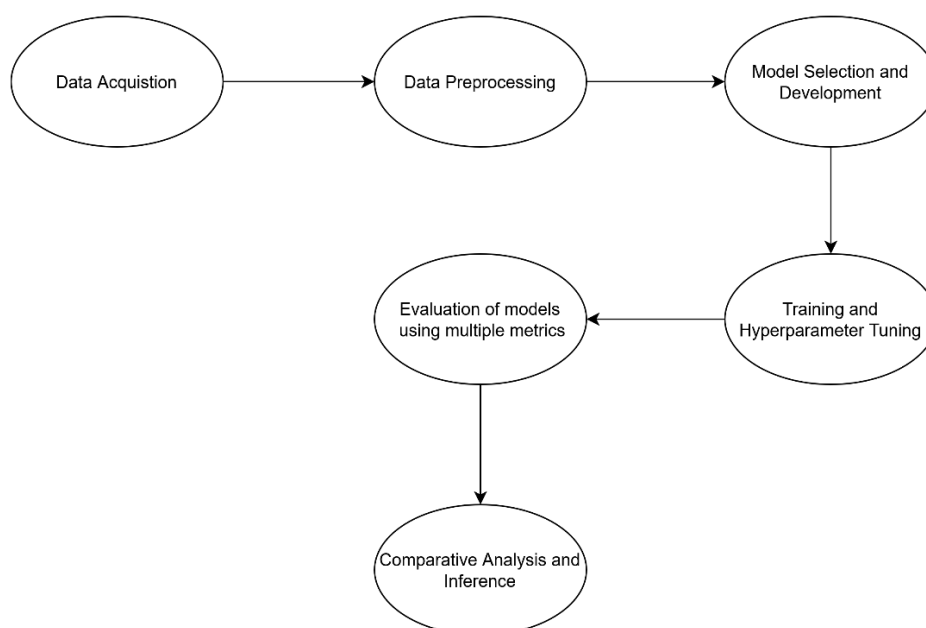 Data Acquistion
Data Preprocessing
Model Selection and
Development
Training and
Hyperparameter Tuning
Evaluation of models
using multiple metrics
Comparative Analysis and
Inference